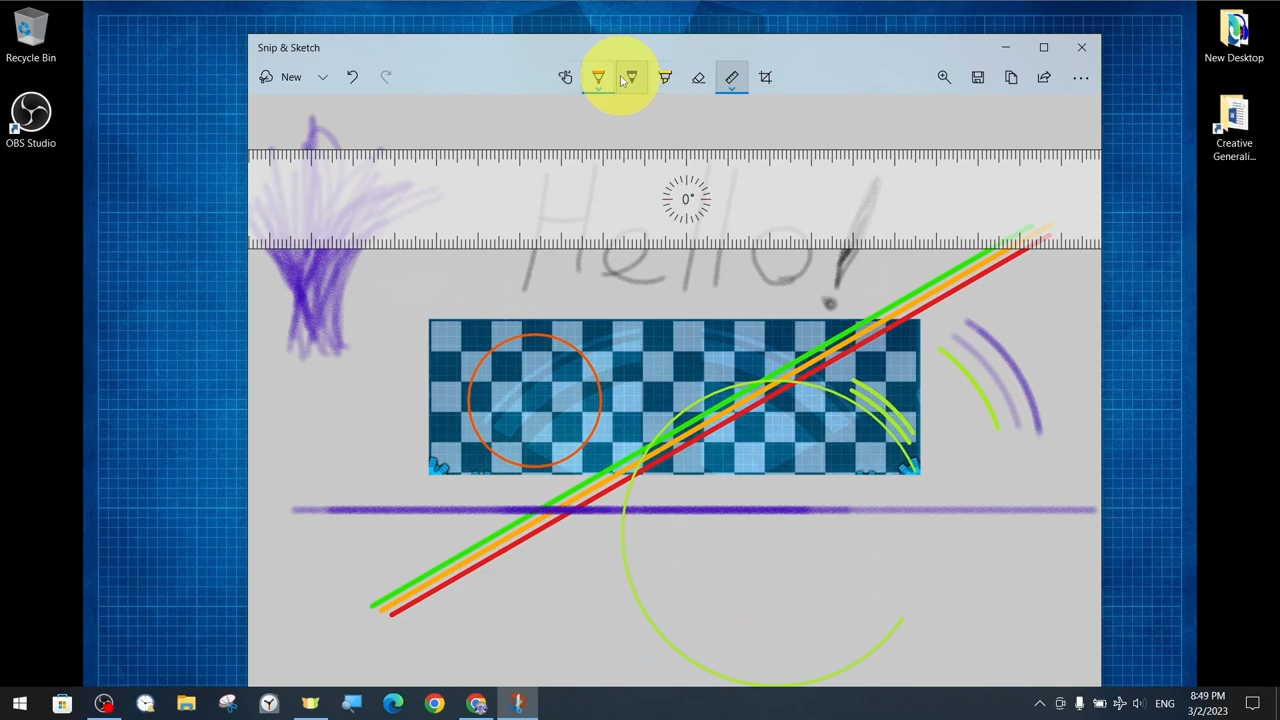 Recycle Bin
OBS Studio
Snip & Sketch
New
0°
Hello!
New Desktop
Creative
Generali...
ENG
8:49 PM
3/2/2023